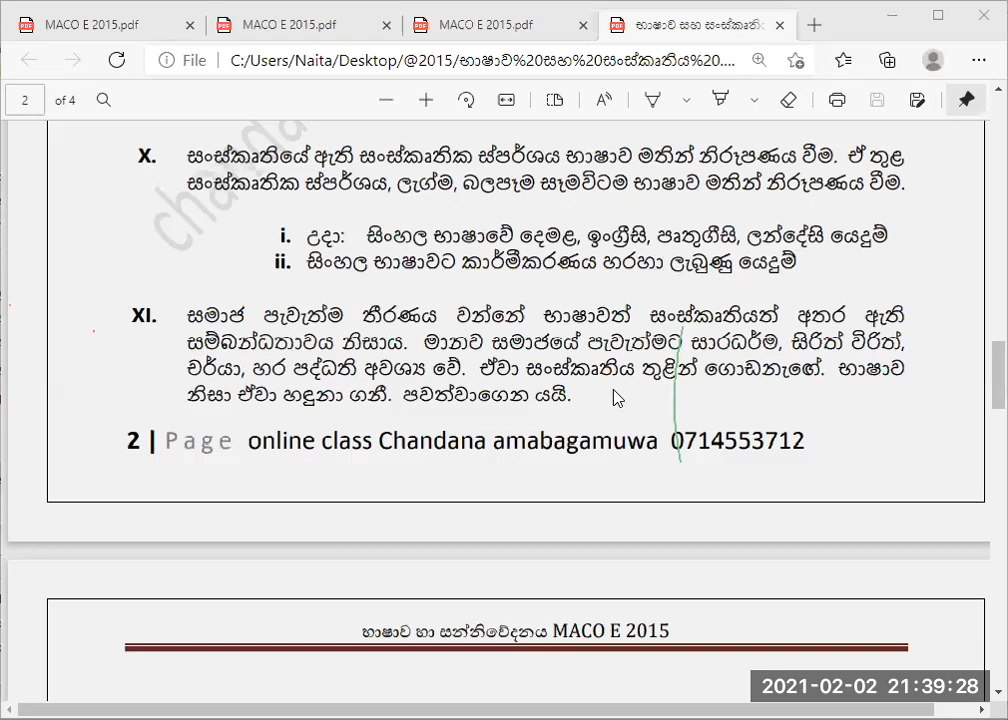 MACO E 2015.pdf
MACO E 2015.pdf
MACO E 2015.pdf
භාෂාව සහ සංස්කෘති
File
C:/Users/Naita/Desktop/@2015/භාෂාව%20සහ%20සංස්කෘතිය%20....
2
of 4
X. සංස්කෘතියේ ඇති සංස්කෘතික ස්පර්ශය භාෂාව මතින් නිරූපණය වීම. ඒ තුළ
සංස්කෘතික ස්පර්ශය, ලැග්ම, බලපෑම සෑමවිටම භාෂාව මතින් නිරූපණය වීම.
i. උදා: සිංහල භාෂාවේ දෙමළ, ඉංග්‍රීසි, පෘතුගීසි, ලන්දේසි යෙදුම්
ii. සිංහල භාෂාවට කාර්මීකරණය හරහා ලැබුණු යෙදුම්
XI. සමාජ පැවැත්ම තීරණය වන්නේ භාෂාවත් සංස්කෘතියත් අතර ඇති
සම්බන්ධතාවය නිසාය. මානව සමාජයේ පැවැත්මට සාරධර්ම, සිරිත් විරිත්,
චර්යා, හර පද්ධති අවශ්‍ය වේ. ඒවා සංස්කෘතිය තුළින් ගොඩනැඟේ. භාෂාව
නිසා ඒවා හඳුනා ගනී. පවත්වාගෙන යයි.
2 | Page online class Chandana amabagamuwa 0714553712
භාෂාව හා සන්නිවේදනය MACO E 2015
2021-02-02 21:39:28